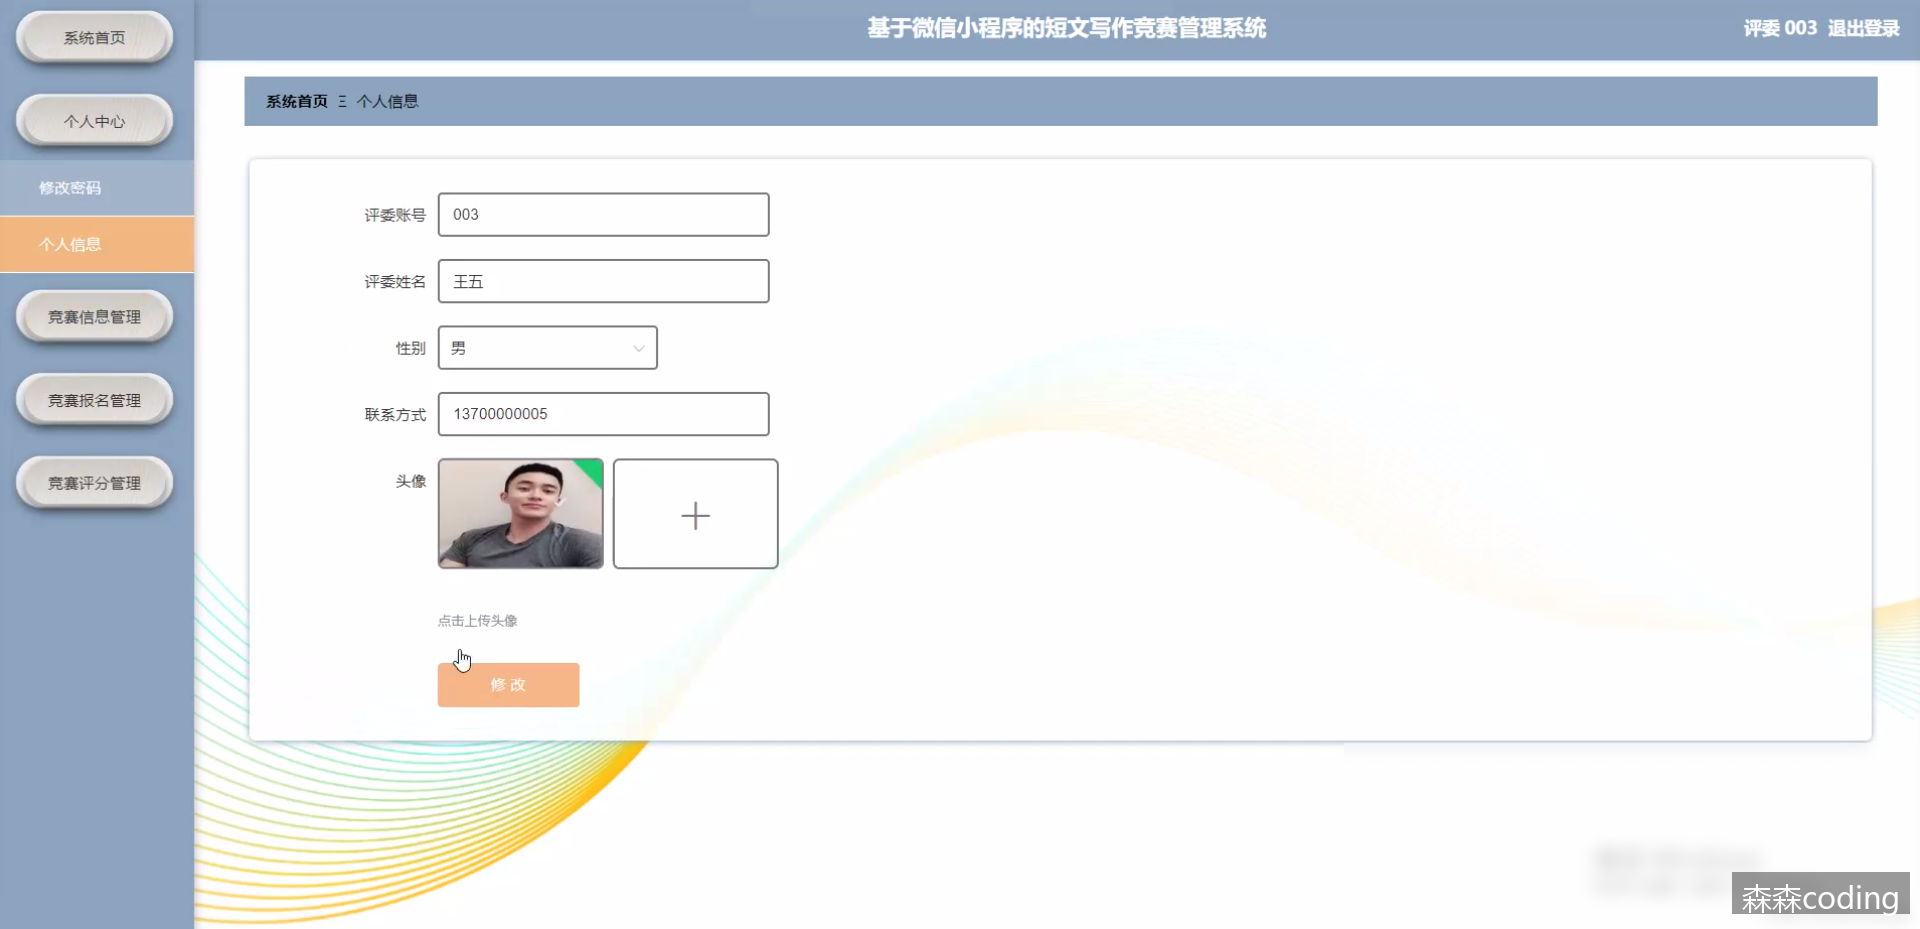 系统首页
个人中心
修改密码
个人信息
竞赛信息管理
竞赛报名管理
竞赛评分管理
基于微信小程序的短文写作竞赛管理系统
评委 003 退出登录
系统首页 Ξ 个人信息
评委账号 003
评委姓名 王五
性别 男
联系方式 13700000005
头像
点击上传头像
修改
森森coding